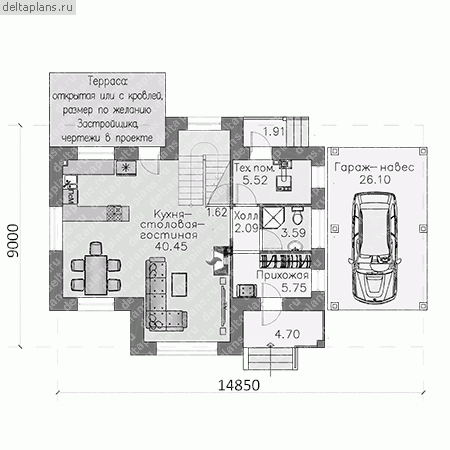 deltaplans.ru
Терраса:
открытая или с кровлей,
размер по желанию
Застройщика,
чертежи в проекте
1.91
Гараж-навес
26.10
Тех.пом.
5.52
1.62
Холл
2.09
3.59
Кухня-
столовая-
гостиная
40.45
Прихожая
5.75
4.70
9000
14850